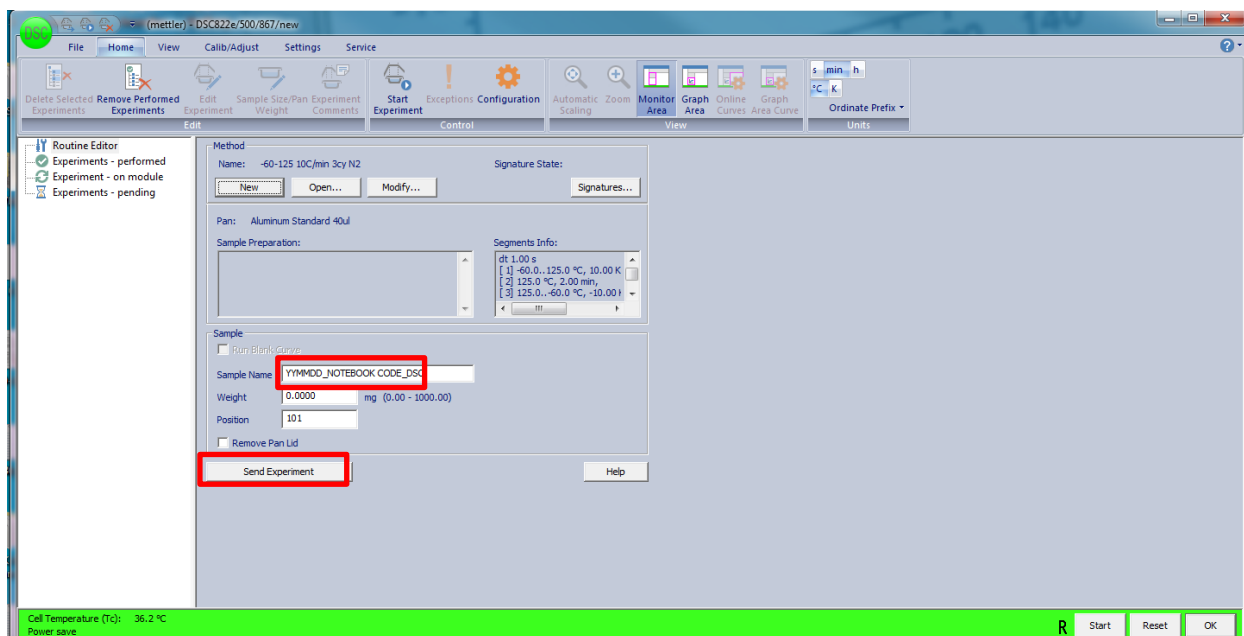 DSC
(mettler) - DSC822e/500/867/new
File Home View Calib/Adjust Settings Service
Delete Selected Experiments
Remove Performed Experiments
Edit Experiment
Sample Size/Pan Weight
Experiment Comments
Edit
Start Experiment
Exceptions
Configuration
Control
Automatic Scaling
Zoom
Monitor Area
Graph Area
Online Curves
Graph Area Curve
View
s min h
°C K
Ordinate Prefix
Units
Routine Editor
Experiments - performed
Experiment - on module
Experiments - pending
Method
Name: -60-125 10C/min 3cy N2 Signature State:
New Open... Modify... Signatures...
Pan: Aluminum Standard 40ul
Sample Preparation: Segments Info:
dt 1.00 s
[ 1] -60.0..125.0 °C, 10.00 K
[ 2] 125.0 °C, 2.00 min,
[ 3] 125.0..-60.0 °C, -10.00
Sample
Run Blank Curve
Sample Name YYMMDD_NOTEBOOK CODE_DSC
Weight 0.0000 mg (0.00 - 1000.00)
Position 101
Remove Pan Lid
Send Experiment Help
Cell Temperature (Tc): 36.2 °C
Power save
R Start Reset OK